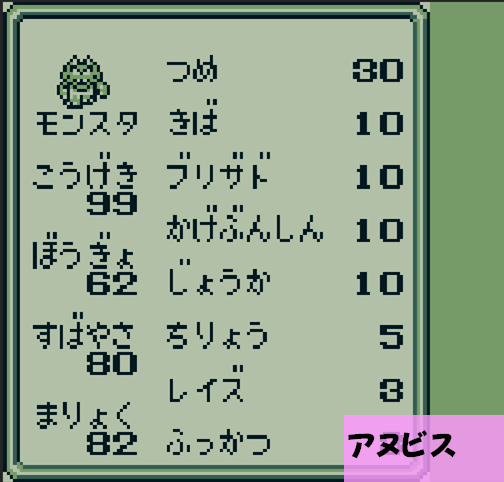 つめ 30
モンスタ きば 10
こうげき ブリザド 10
99
かげぶんしん 10
ぼうぎょ
62 じょうか 10
すばやさ ちりょう 5
80
レイズ 3
まりょく
82 ふっかつ
アヌビス